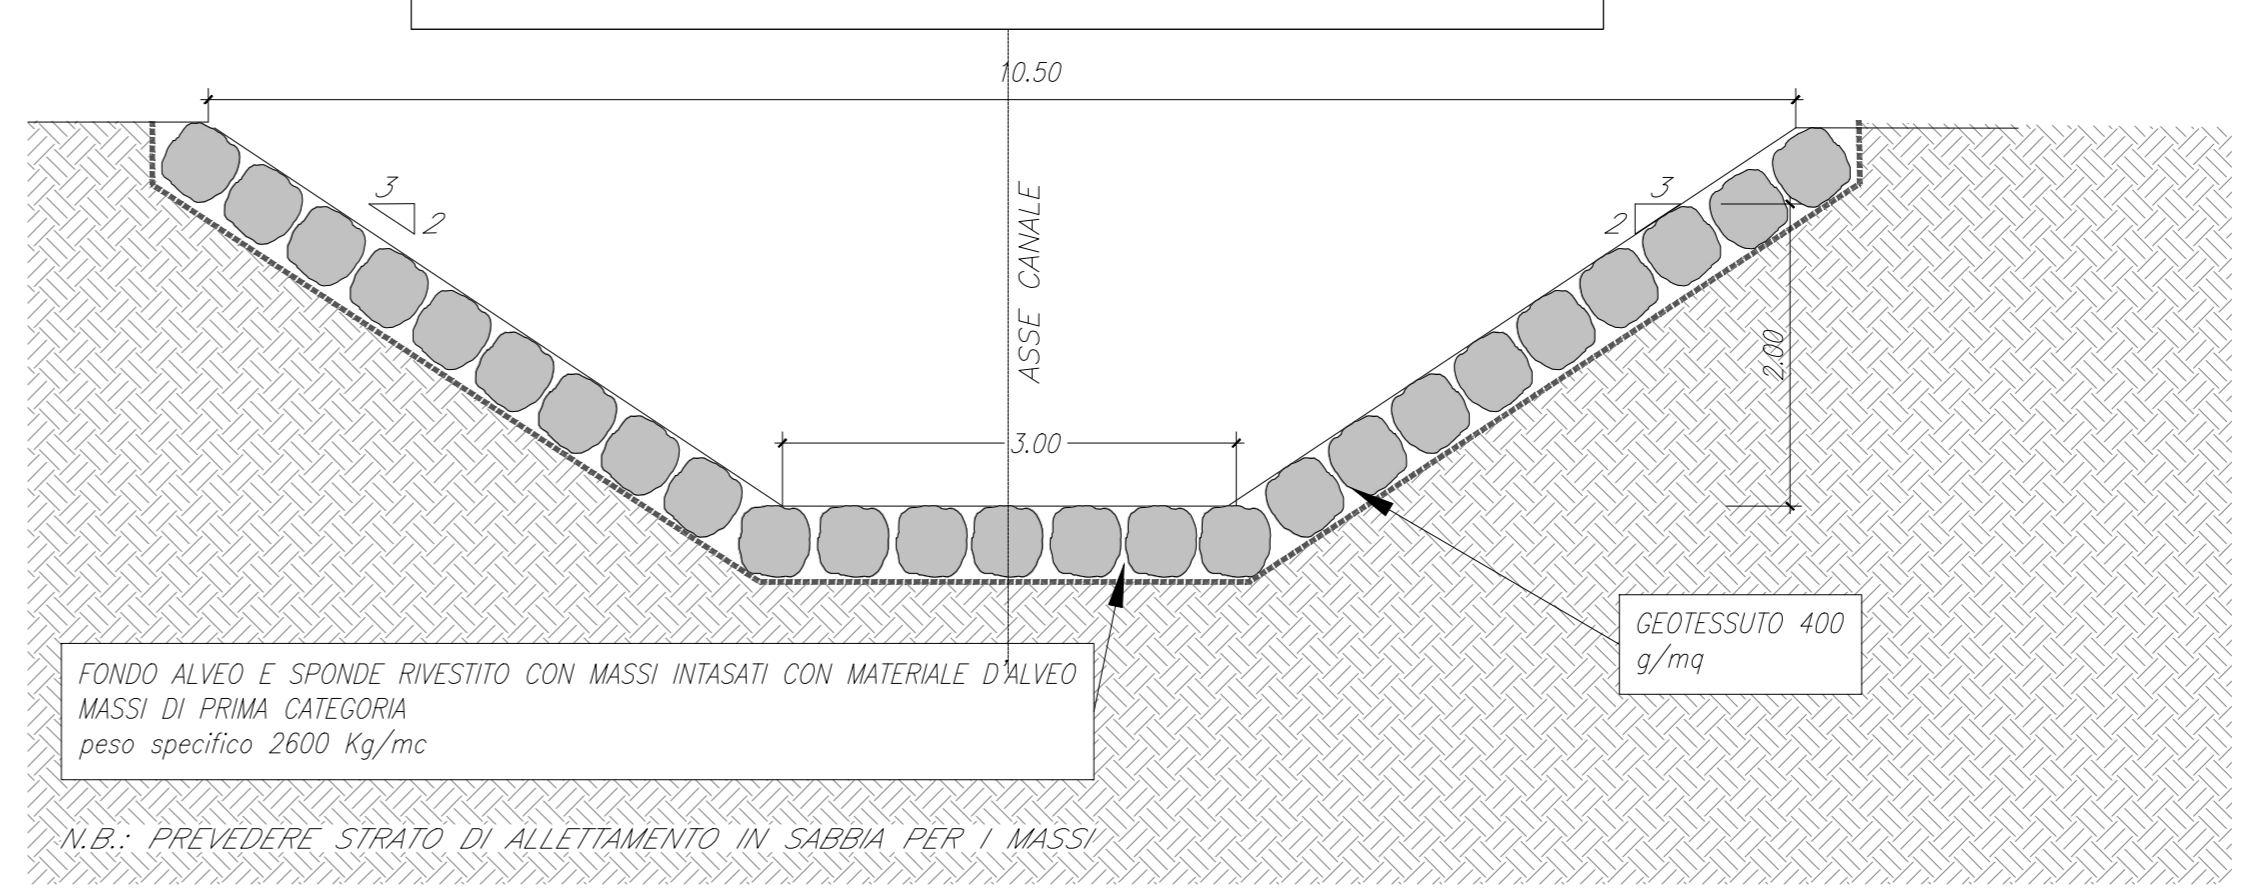 10.50
3
2
ASSE CANALE
3
2
2.00
3.00
GEOTESSUTO 400
g/mq
FONDO ALVEO E SPONDE RIVESTITO CON MASSI INTASATI CON MATERIALE D'ALVEO
MASSI DI PRIMA CATEGORIA
peso specifico 2600 Kg/mc
N.B.: PREVEDERE STRATO DI ALLETTAMENTO IN SABBIA PER I MASSI